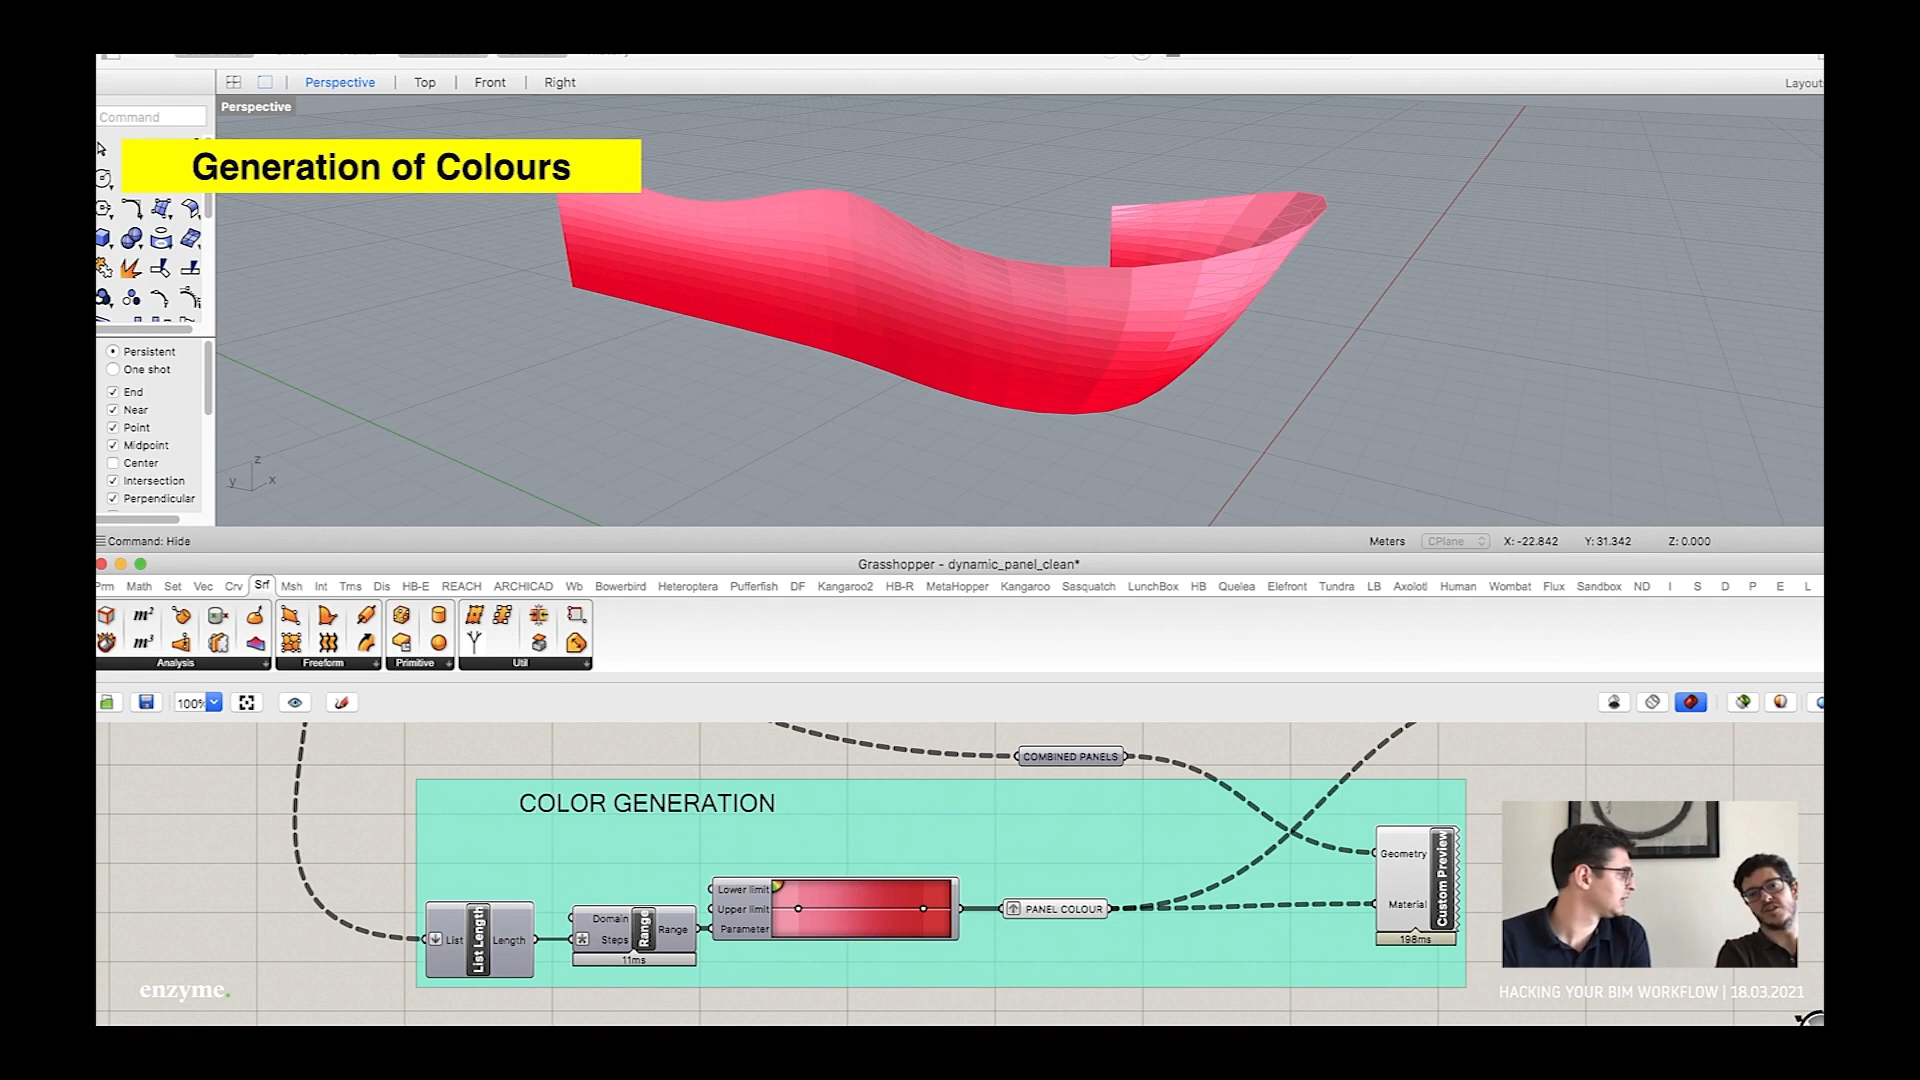 Perspective
Top
Front
Right
Layout
Perspective
Command
Generation of Colours
Persistent
One shot
End
Near
Point
Midpoint
Center
Intersection
Perpendicular
z
y
x
Command: Hide
Meters
CPlane
X: -22.842
Y: 31.342
Z: 0.000
Grasshopper - dynamic_panel_clean*
Prm Math Set Vec Crv Srf Msh Int Trns Dis HB-E REACH ARCHICAD Wb Bowerbird Heteroptera Pufferfish DF Kangaroo2 HB-R MetaHopper Kangaroo Sasquatch LunchBox HB Quelea Elefront Tundra LB Axolotl Human Wombat Flux Sandbox ND I S D P E L
m²
m³
Analysis
Freeform
Primitive
Util
100%
COMBINED PANELS
COLOR GENERATION
List
List Length
Length
Domain
Steps
Range
Range
11ms
Lower limit
Upper limit
Parameter
PANEL COLOUR
Geometry
Material
Custom Preview
198ms
enzyme.
HACKING YOUR BIM WORKFLOW | 18.03.2021